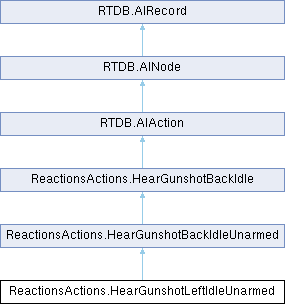 RTDB.AIRecord
RTDB.AINode
RTDB.AIAction
ReactionsActions.HearGunshotBackIdle
ReactionsActions.HearGunshotBackIdleUnarmed
ReactionsActions.HearGunshotLeftIdleUnarmed